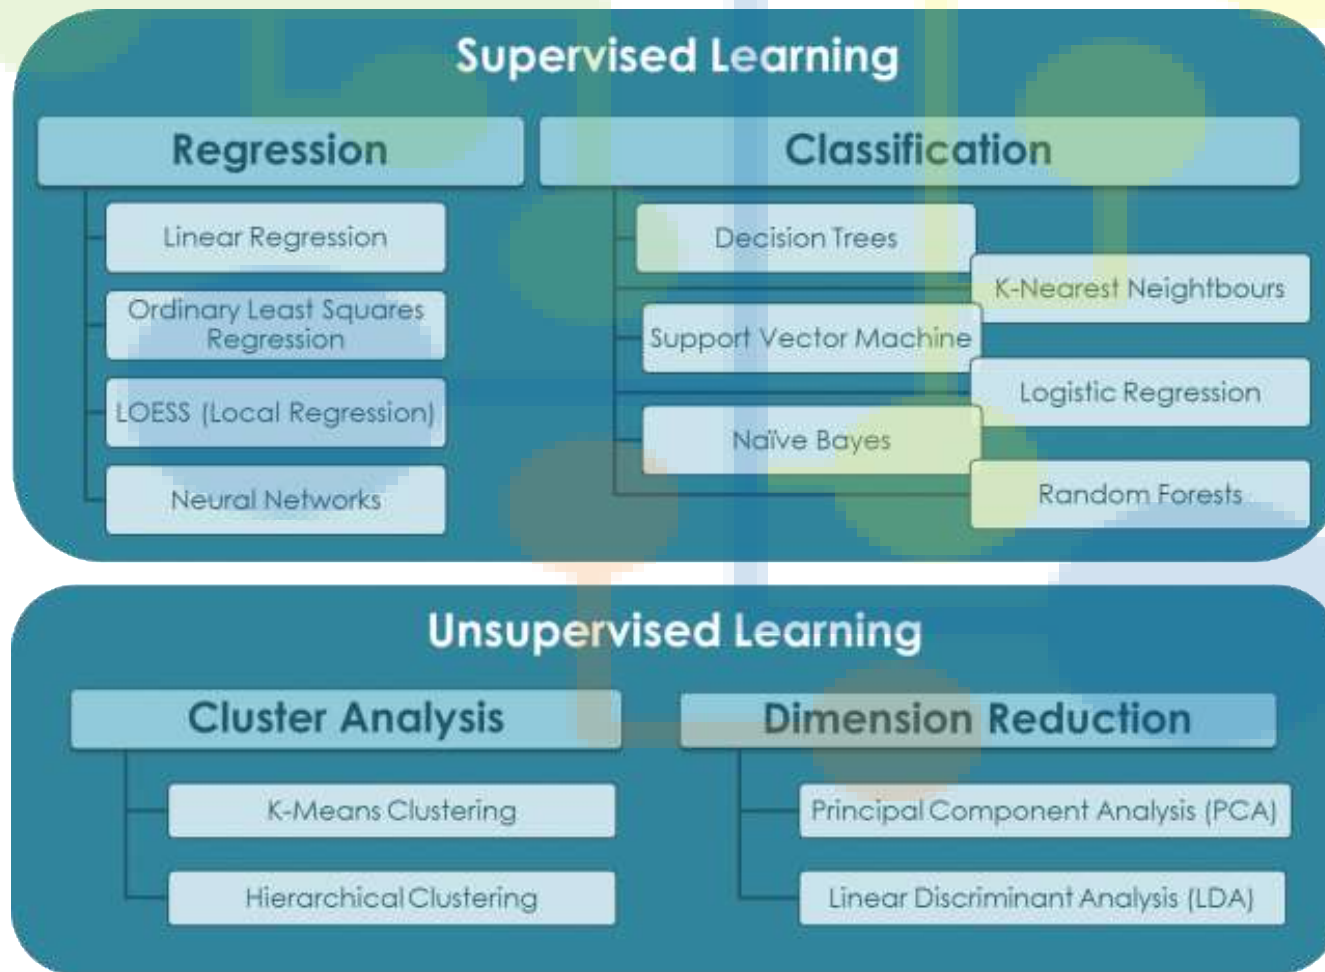 Supervised Learning
Regression
Linear Regression
Ordinary Least Squares
Regression
LOESS (Local Regression)
Neural Networks
Classification
Decision Trees
K-Nearest Neightbours
Support Vector Machine
Logistic Regression
Naïve Bayes
Random Forests
Unsupervised Learning
Cluster Analysis
K-Means Clustering
Hierarchical Clustering
Dimension Reduction
Principal Component Analysis (PCA)
Linear Discriminant Analysis (LDA)